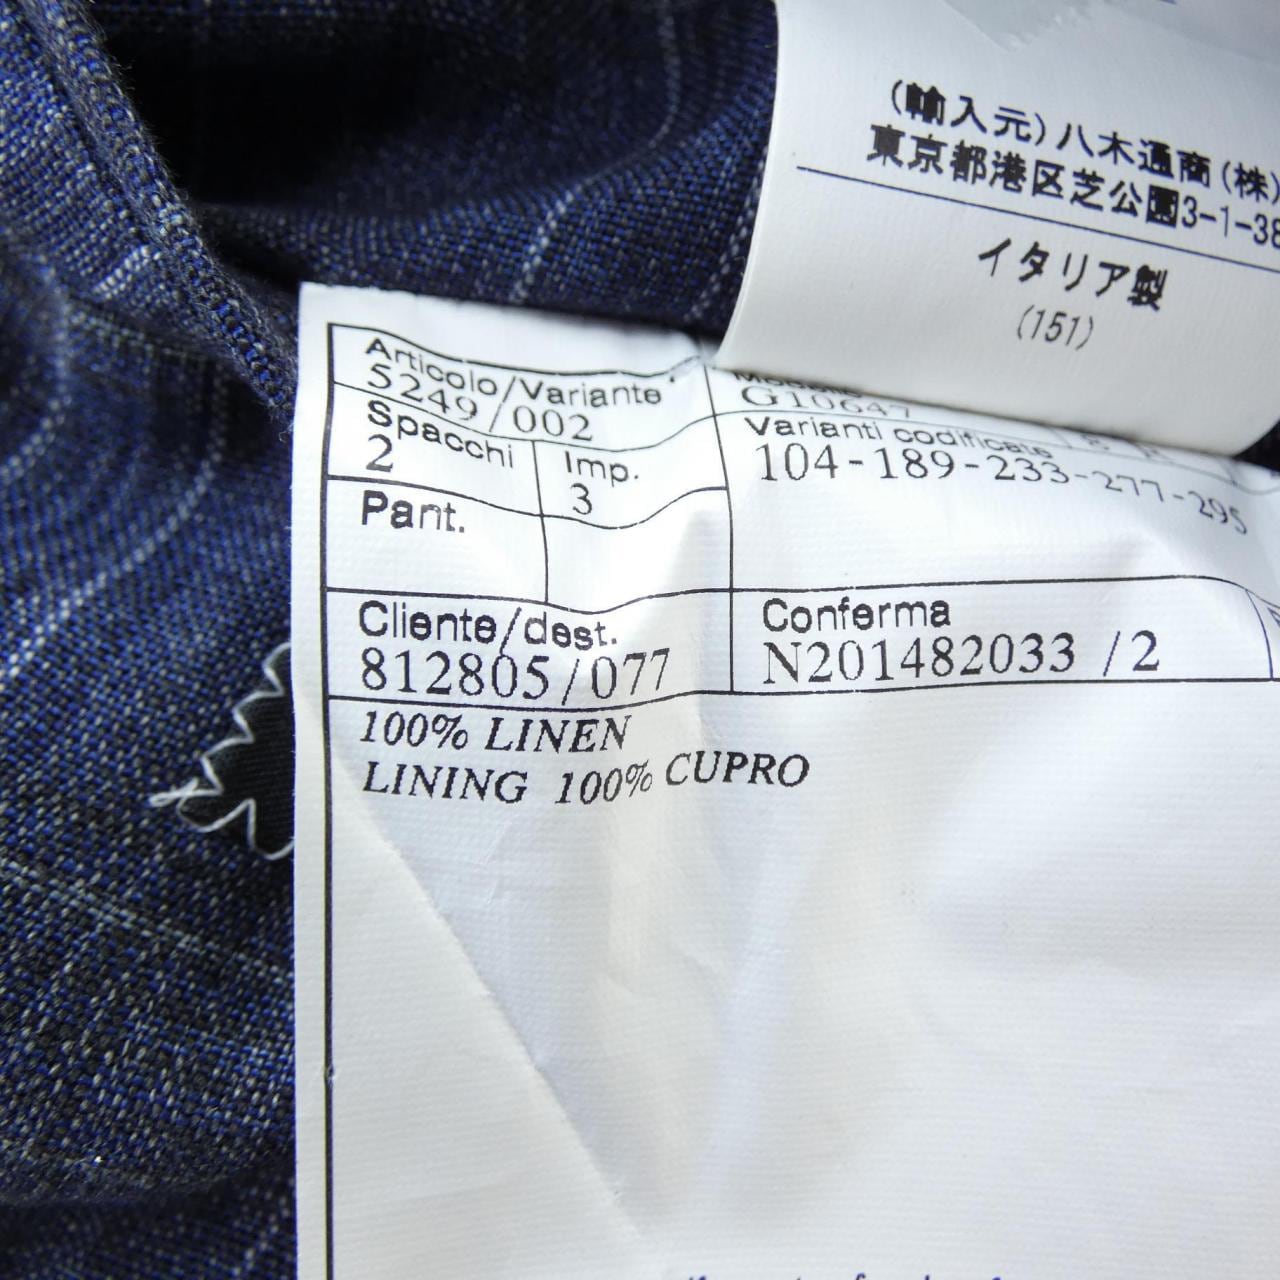 (輸入元)八木通商(株)
東京都港区芝公園3-1-38
イタリア製
(151)
Articolo/Variante
5249/002
G10647
Spacchi
2
Imp.
3
Varianti codificate
104-189-233-277-295
Pant.
Cliente/dest.
812805/077
Conferma
N201482033 /2
100% LINEN
LINING 100% CUPRO